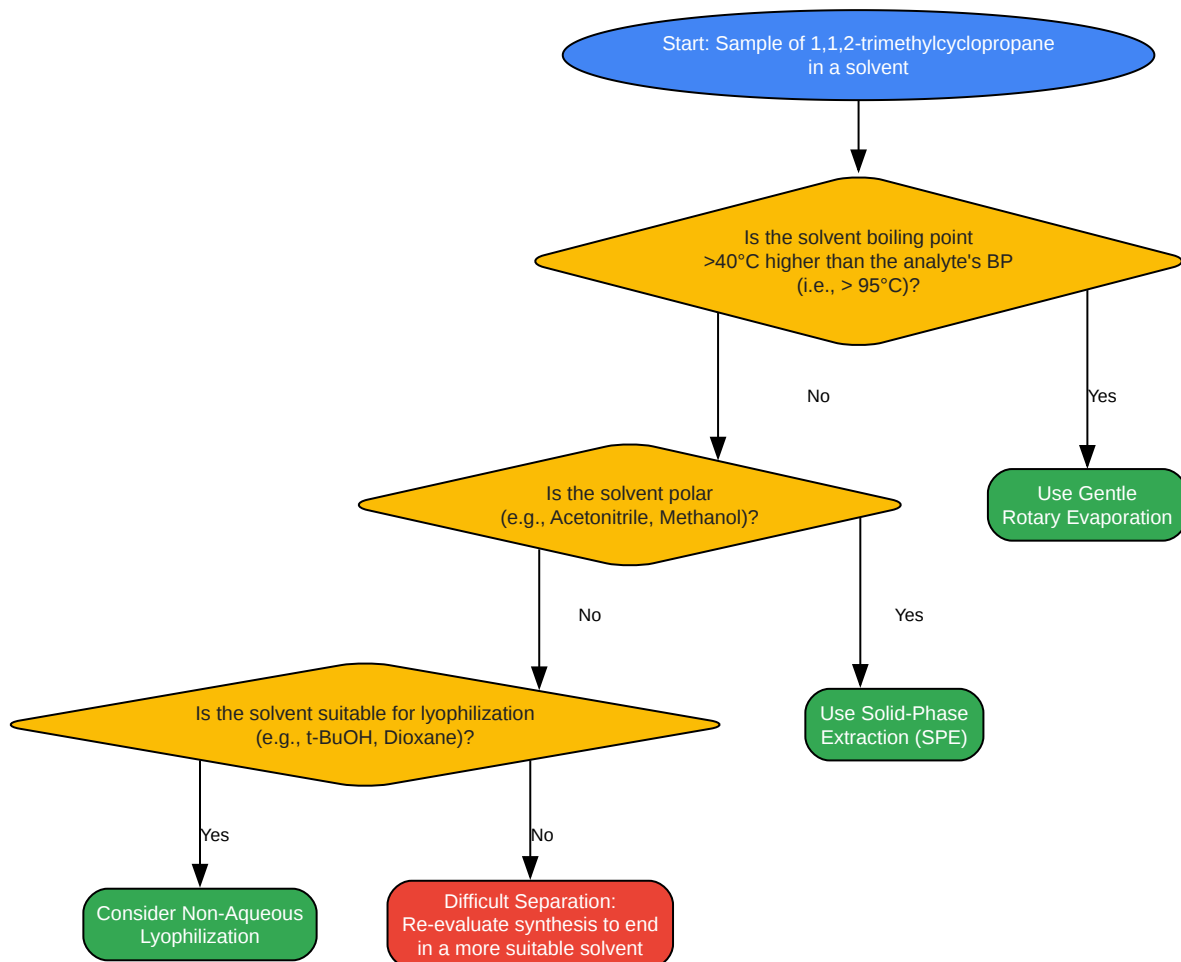 Start: Sample of 1,1,2-trimethylcyclopropane
in a solvent
Is the solvent boiling point
>40°C higher than the analyte's BP
(i.e., > 95°C)?
No
Yes
Is the solvent polar
(e.g., Acetonitrile, Methanol)?
Use Gentle
Rotary Evaporation
No
Yes
Is the solvent suitable for lyophilization
(e.g., t-BuOH, Dioxane)?
Use Solid-Phase
Extraction (SPE)
Yes
No
Consider Non-Aqueous
Lyophilization
Difficult Separation:
Re-evaluate synthesis to end
in a more suitable solvent